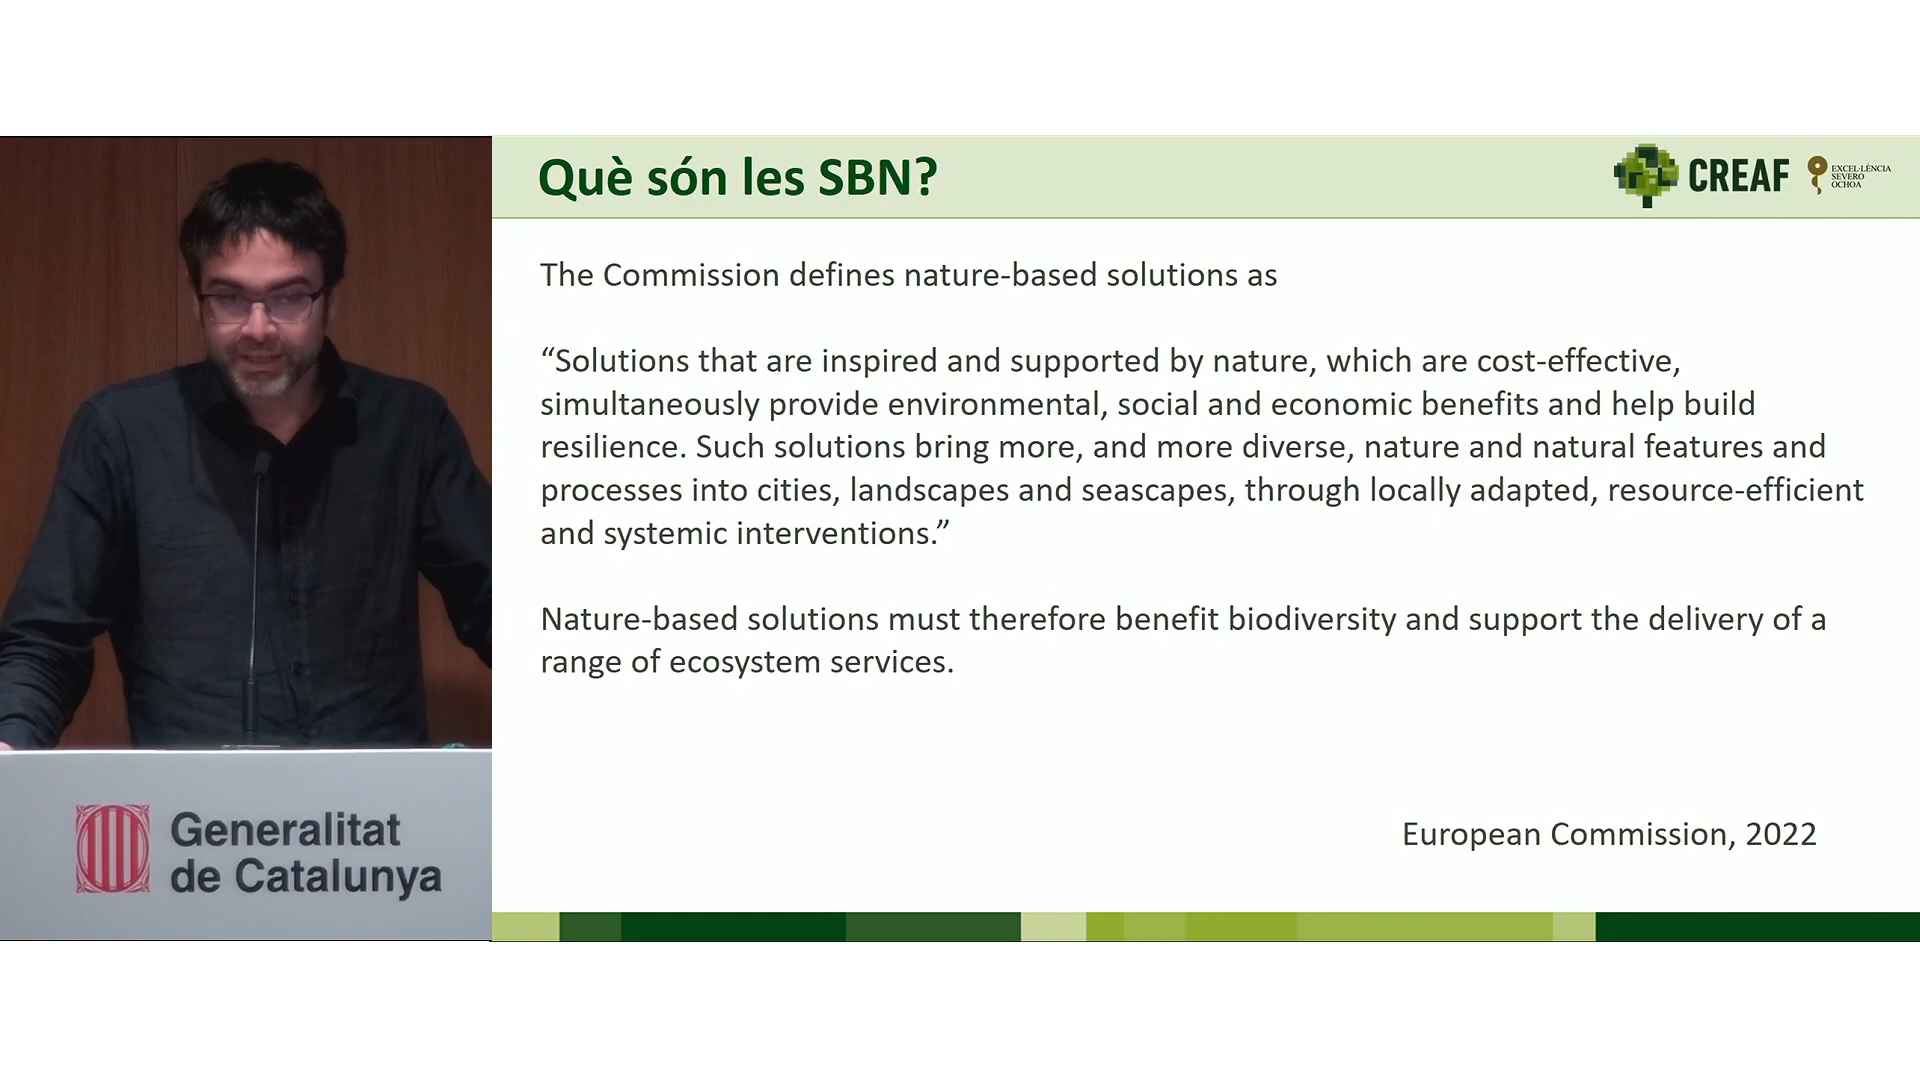 Què són les SBN?
CREAF
EXCEL·LÈNCIA
SEVERO
OCHOA
The Commission defines nature-based solutions as
“Solutions that are inspired and supported by nature, which are cost-effective,
simultaneously provide environmental, social and economic benefits and help build
resilience. Such solutions bring more, and more diverse, nature and natural features and
processes into cities, landscapes and seascapes, through locally adapted, resource-efficient
and systemic interventions.”
Nature-based solutions must therefore benefit biodiversity and support the delivery of a
range of ecosystem services.
European Commission, 2022
Generalitat
de Catalunya